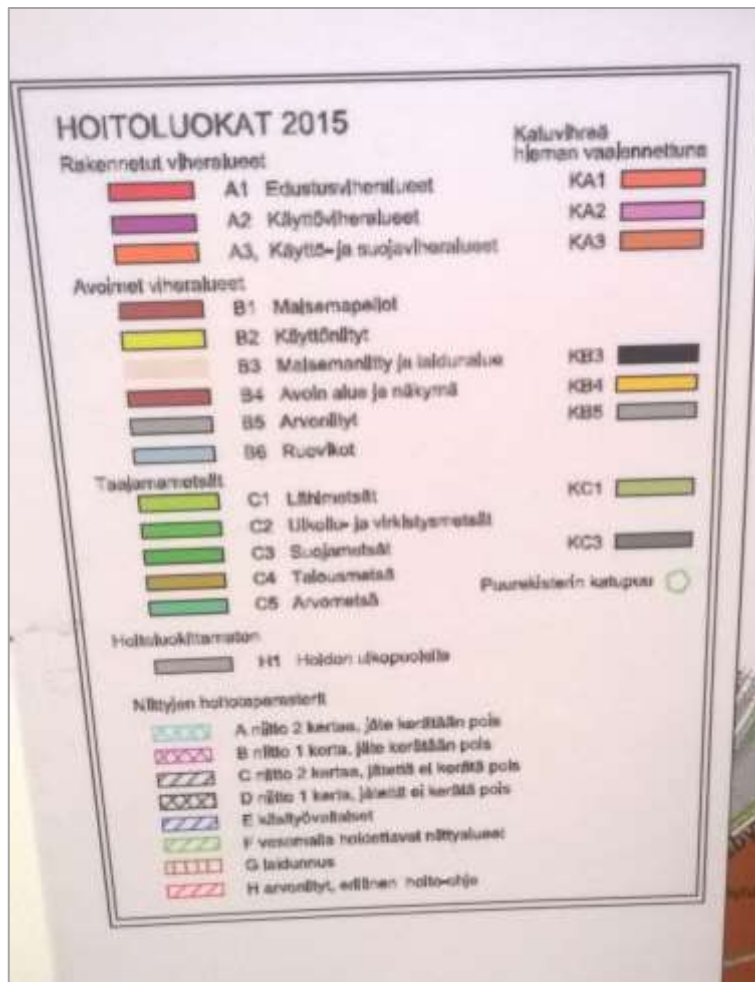 HOITOLUOKAT 2015
Rakennetut viheralueet
A1 Edustusviheralueet
A2 Käyttöviheralueet
A3, Käyttö- ja suojaviheralueet
Katuvihreä
hieman vaalennettuna
KA1
KA2
KA3
Avoimet viheralueet
B1 Maisemapellot
B2 Käyttöniityt
B3 Maisemaniitty ja laidunalue
B4 Avoin alue ja näkymä
B5 Arvoniityt
B6 Ruovikot
KB3
KB4
KB5
Taajamametsät
C1 Lähimetsät
C2 Ulkoilu- ja virkistysmetsät
C3 Suojametsät
C4 Talousmetsä
C5 Arvometsä
KC1
KC3
Puurekisterin katupuu
Hoitoluokittamaton
H1 Hoidon ulkopuolella
Niittyjen
A niitto 2 kertaa, jäte kerätään pois
B niitto 1 kerta, jäte kerätään pois
C niitto 2 kertaa, jätettä ei kerätä pois
D niitto 1 kerta, jätettä ei kerätä pois
E käsityövaltaiset
F vesomalla hoidettavat niittyalueet
G laidunnus
H arvoniityt, erillinen hoito-ohje